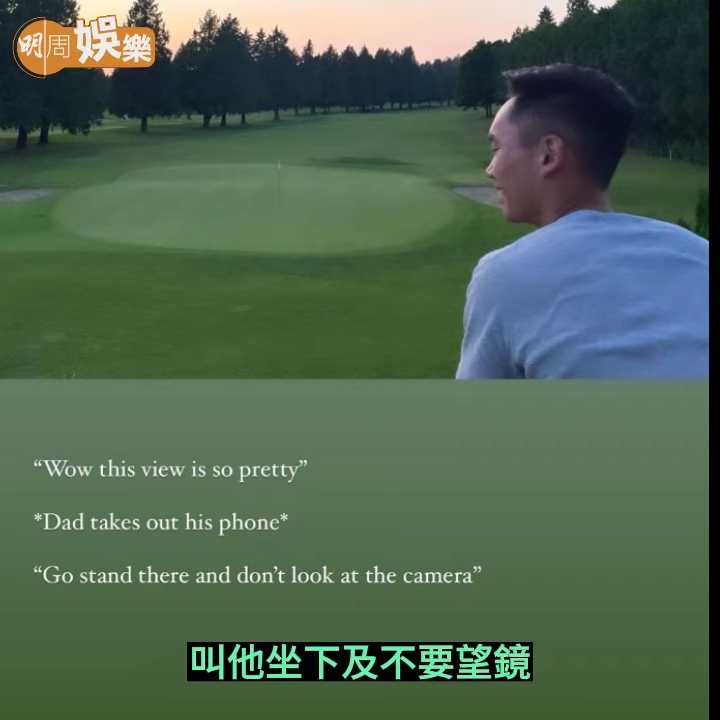 明周娛樂
“Wow this view is so pretty”
*Dad takes out his phone*
“Go stand there and don’t look at the camera”
叫他坐下及不要望鏡